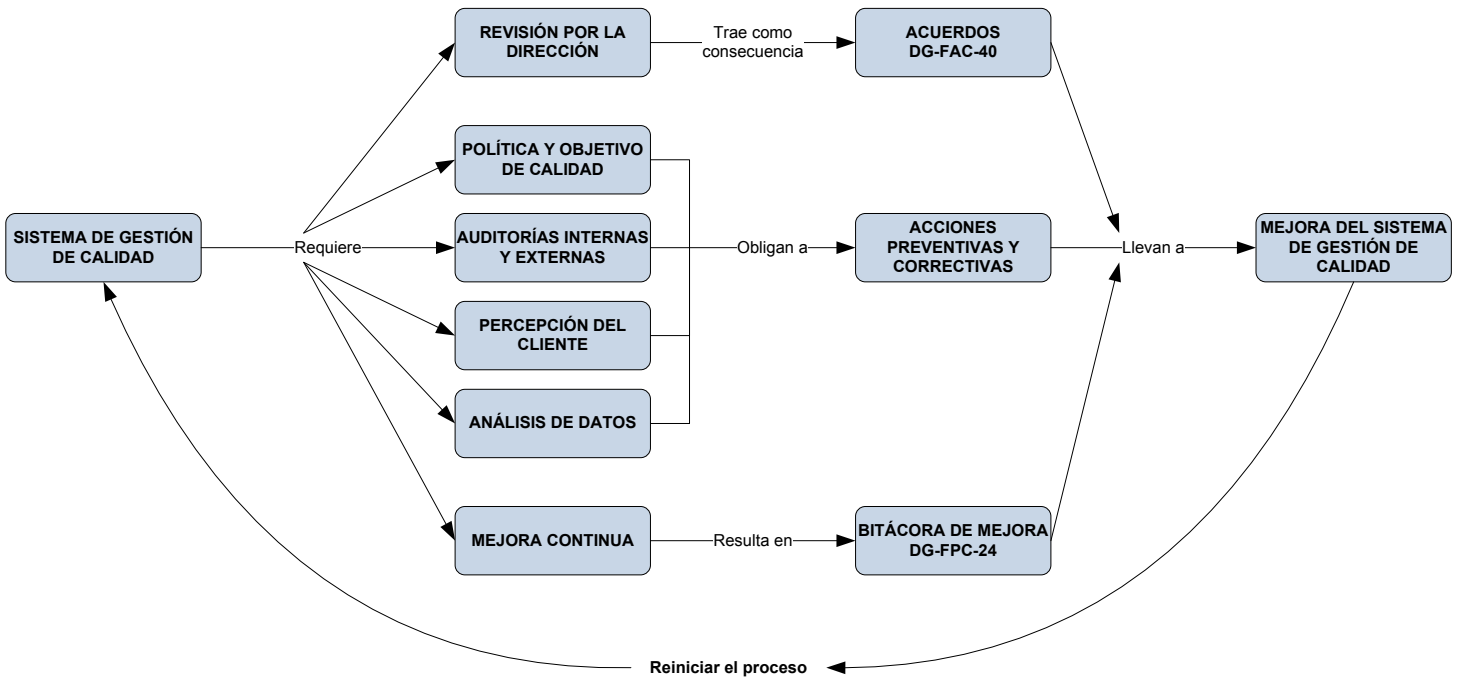 REVISIÓN POR LA
DIRECCIÓN
Trae como
consecuencia
ACUERDOS
DG-FAC-40
POLÍTICA Y OBJETIVO
DE CALIDAD
SISTEMA DE GESTIÓN
DE CALIDAD
Requiere
AUDITORÍAS INTERNAS
Y EXTERNAS
Obligan a
ACCIONES
PREVENTIVAS Y
CORRECTIVAS
Llevan a
MEJORA DEL SISTEMA
DE GESTIÓN DE
CALIDAD
PERCEPCIÓN DEL
CLIENTE
ANÁLISIS DE DATOS
MEJORA CONTINUA
Resulta en
BITÁCORA DE MEJORA
DG-FPC-24
Reiniciar el proceso